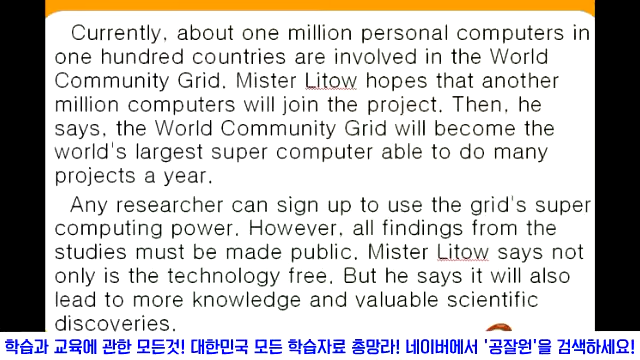 Currently, about one million personal computers in
one hundred countries are involved in the World
Community Grid. Mister Litow hopes that another
million computers will join the project. Then, he
says, the World Community Grid will become the
world's largest super computer able to do many
projects a year.
Any researcher can sign up to use the grid's super
computing power. However, all findings from the
studies must be made public. Mister Litow says not
only is the technology free. But he says it will also
lead to more knowledge and valuable scientific
discoveries.
학습과 교육에 관한 모든것! 대한민국 모든 학습자료 총망라! 네이버에서 '공잘원'을 검색하세요!